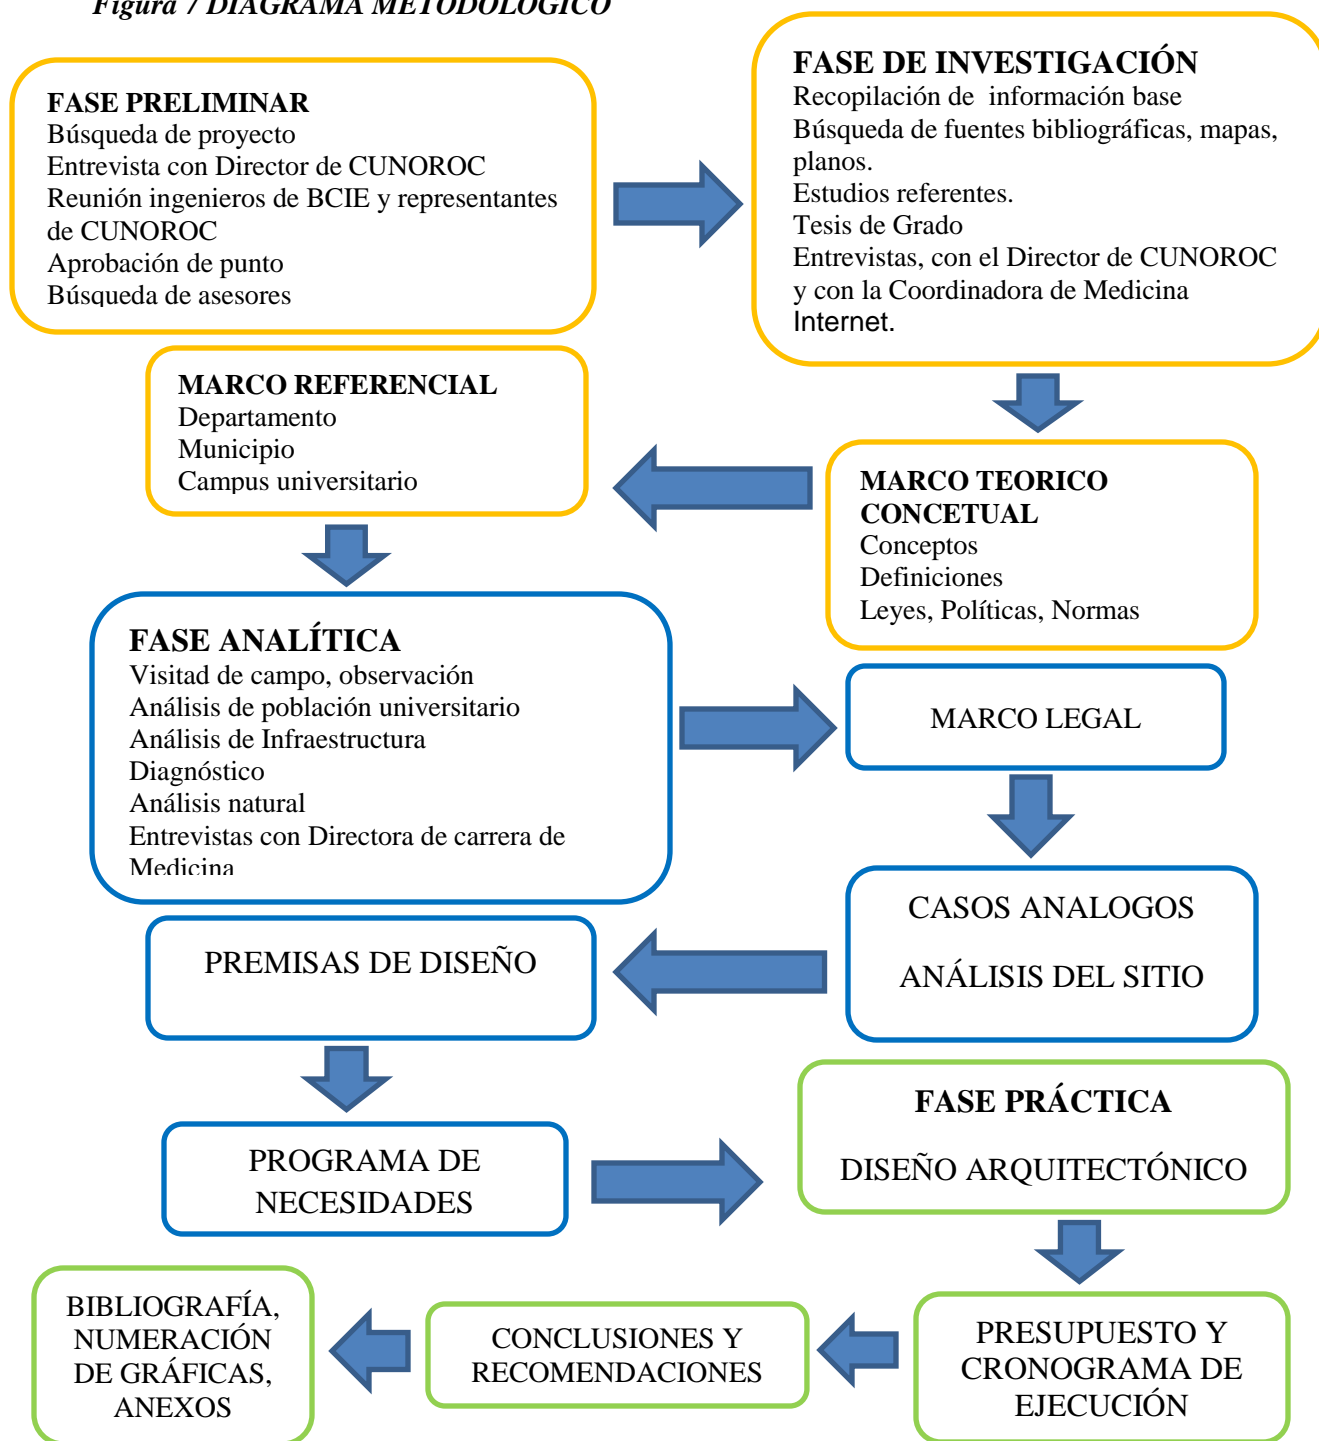 Figura 7 DIAGRAMA METODOLOGICO
FASE PRELIMINAR
Búsqueda de proyecto
Entrevista con Director de CUNOROC
Reunión ingenieros de BCIE y representantes
de CUNOROC
Aprobación de punto
Búsqueda de asesores
FASE DE INVESTIGACIÓN
Recopilación de información base
Búsqueda de fuentes bibliográficas, mapas,
planos.
Estudios referentes.
Tesis de Grado
Entrevistas, con el Director de CUNOROC
y con la Coordinadora de Medicina
Internet.
MARCO TEORICO
CONCETUAL
Conceptos
Definiciones
Leyes, Políticas, Normas
MARCO REFERENCIAL
Departamento
Municipio
Campus universitario
FASE ANALÍTICA
Visitad de campo, observación
Análisis de población universitario
Análisis de Infraestructura
Diagnóstico
Análisis natural
Entrevistas con Directora de carrera de
Medicina
MARCO LEGAL
CASOS ANALOGOS
ANÁLISIS DEL SITIO
PREMISAS DE DISEÑO
PROGRAMA DE
NECESIDADES
FASE PRÁCTICA
DISEÑO ARQUITECTÓNICO
PRESUPUESTO Y
CRONOGRAMA DE
EJECUCIÓN
CONCLUSIONES Y
RECOMENDACIONES
BIBLIOGRAFÍA,
NUMERACIÓN
DE GRÁFICAS,
ANEXOS